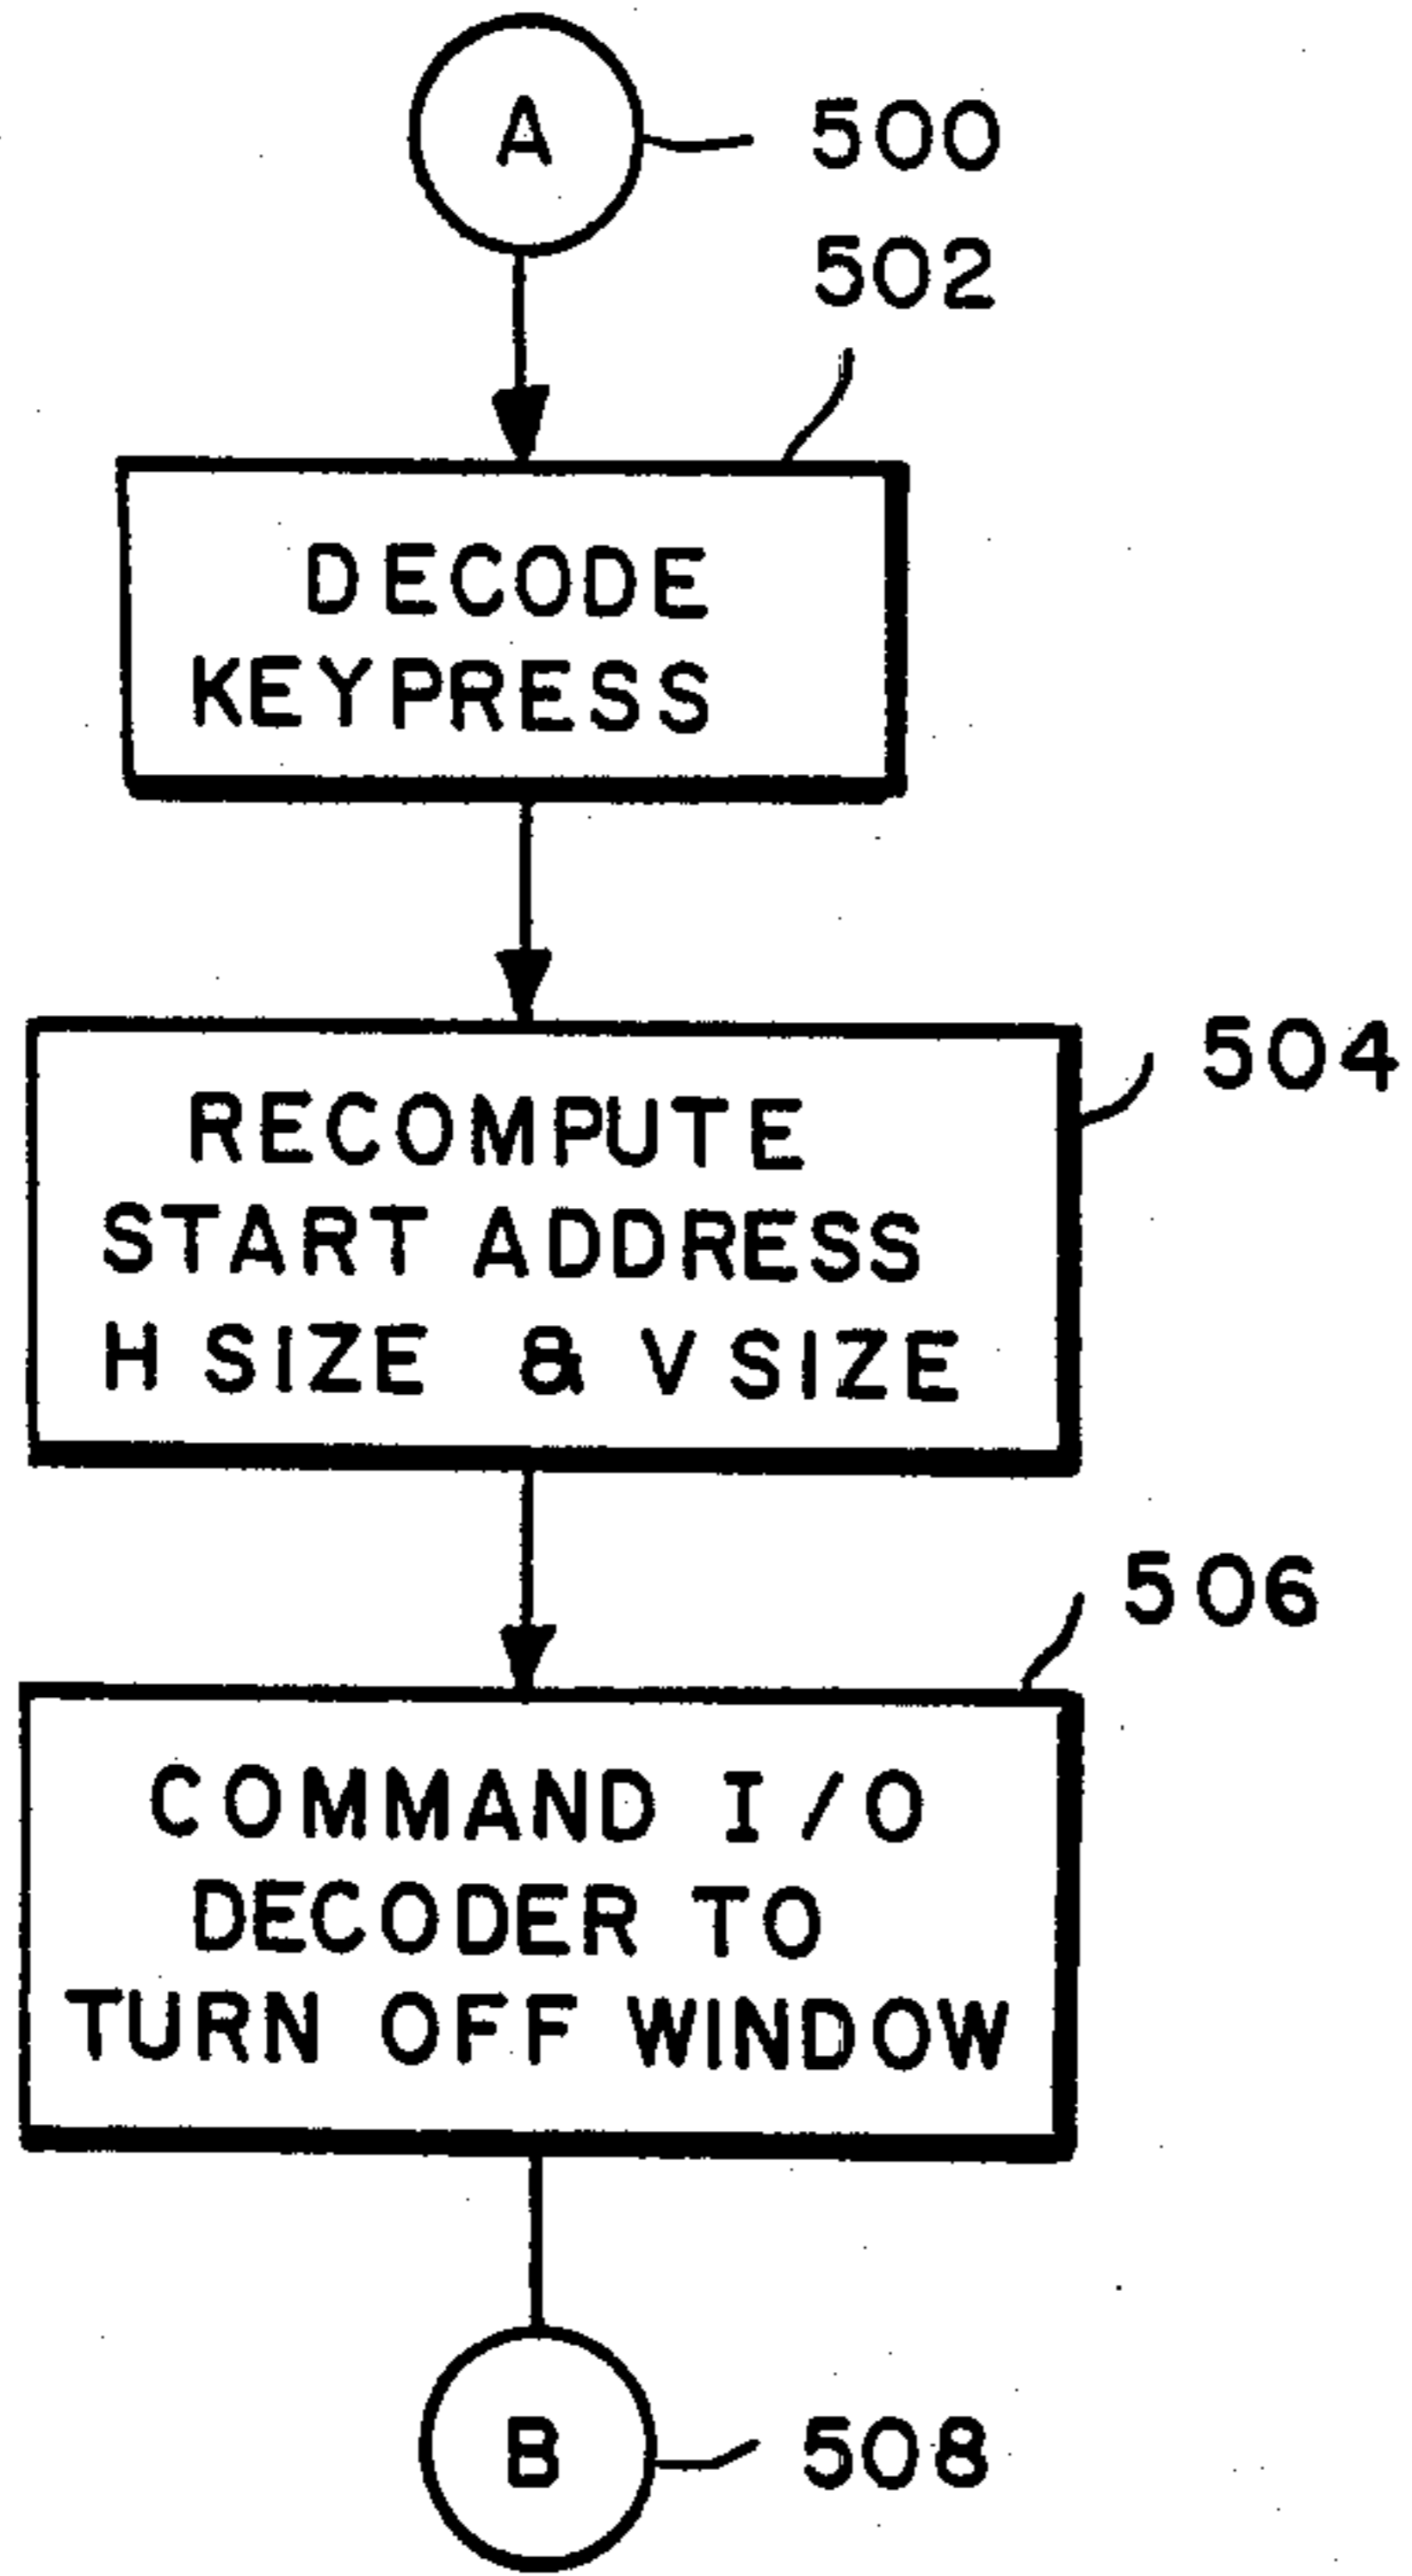 A 500
502
DECODE
KEYPRESS
504
RECOMPUTE
START ADDRESS
H SIZE & V SIZE
506
COMMAND I/O
DECODER TO
TURN OFF WINDOW
B 508